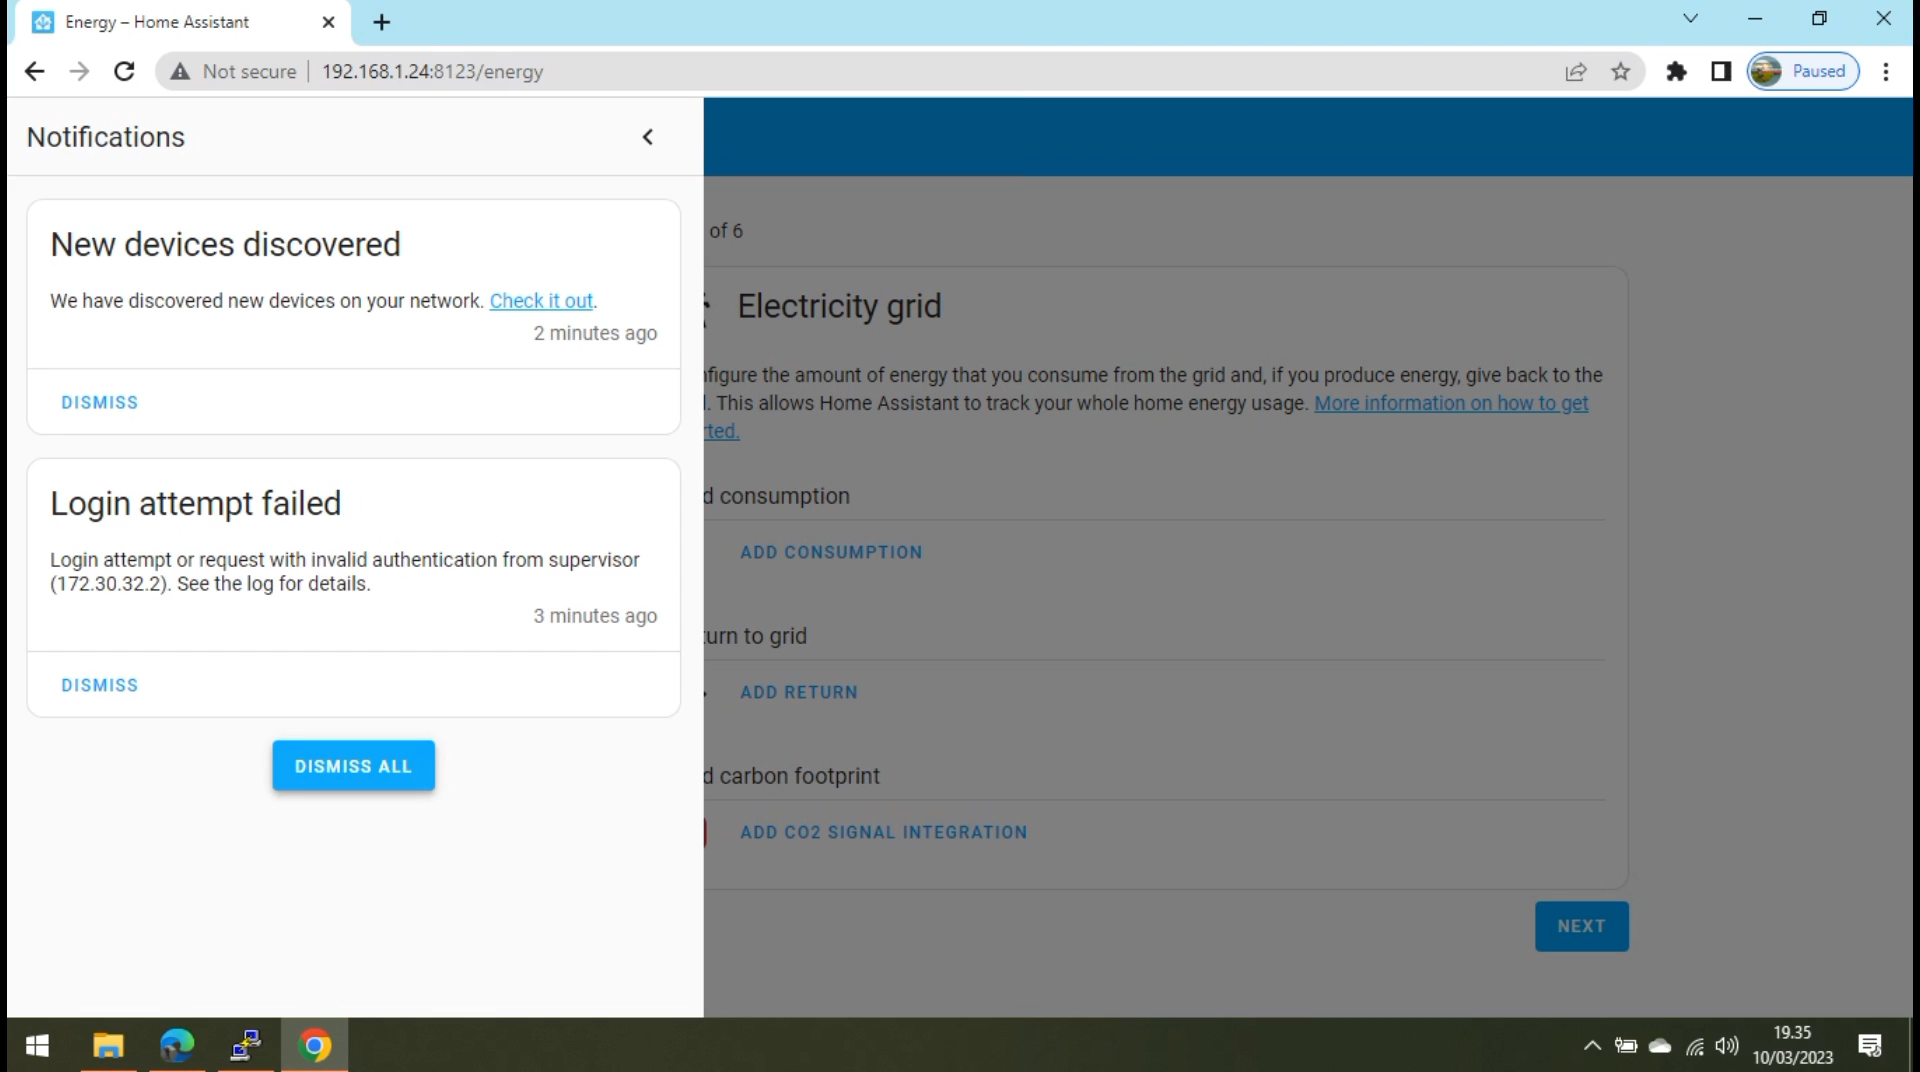 Energy – Home Assistant
Not secure
192.168.1.24:8123/energy
Paused
Notifications
New devices discovered
We have discovered new devices on your network. Check it out.
2 minutes ago
DISMISS
Login attempt failed
Login attempt or request with invalid authentication from supervisor
(172.30.32.2). See the log for details.
3 minutes ago
DISMISS
DISMISS ALL
of 6
Electricity grid
nfigure the amount of energy that you consume from the grid and, if you produce energy, give back to the
. This allows Home Assistant to track your whole home energy usage. More information on how to get
rted.
d consumption
ADD CONSUMPTION
turn to grid
ADD RETURN
d carbon footprint
ADD CO2 SIGNAL INTEGRATION
NEXT
19.35
10/03/2023